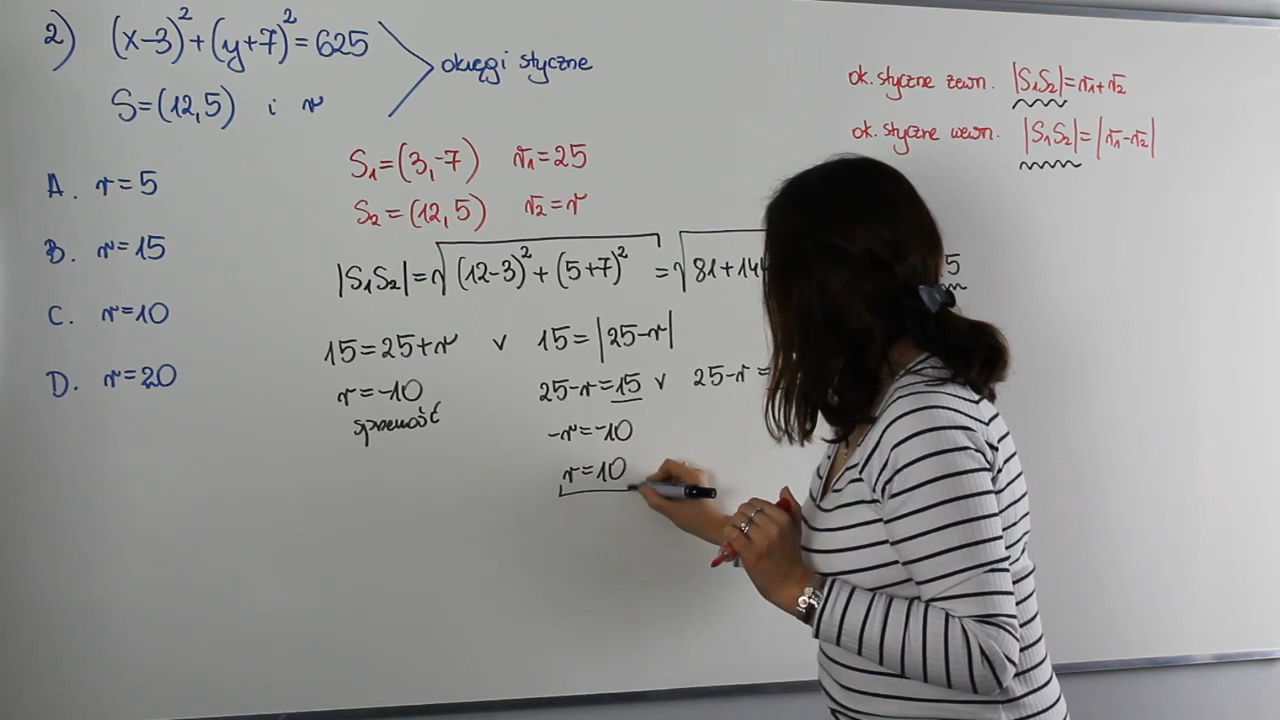 2) (x-3)²+(y+7)²=625
S=(12,5) i r
okręgi styczne
A. r=5
B. r=15
C. r=10
D. r=20
ok. styczne zewn. |S₁S₂|=r₁+r₂
ok. styczne wewn. |S₁S₂|=|r₁-r₂|
S₁=(3,-7) r₁=25
S₂=(12,5) r₂=r
|S₁S₂|=√(12-3)²+(5+7)² =√81+144 5
15=25+r v 15=|25-r|
r=-10
sprzeczność
25-r=15 v 25-r=
-r=-10
r=10